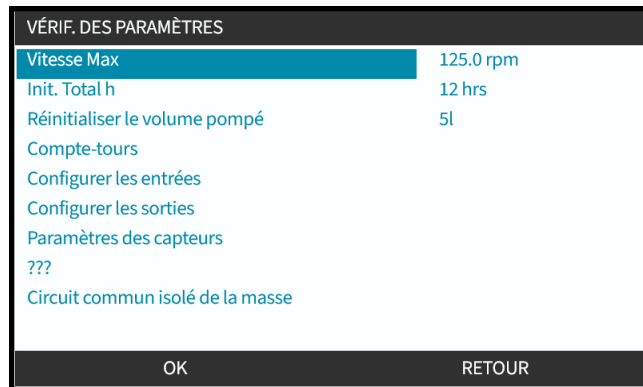 VÉRIF. DES PARAMÈTRES
Vitesse Max 125.0 rpm
Init. Total h 12 hrs
Réinitialiser le volume pompé 5l
Compte-tours
Configurer les entrées
Configurer les sorties
Paramètres des capteurs
???
Circuit commun isolé de la masse
OK RETOUR